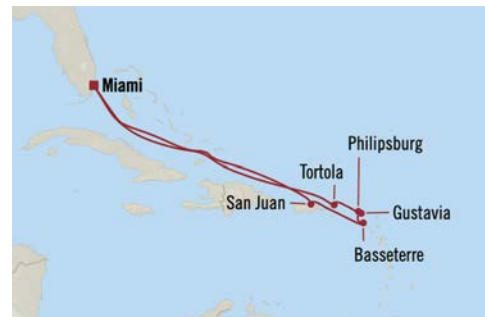 Miami
Philipsburg
Tortola
San Juan
Gustavia
Basseterre